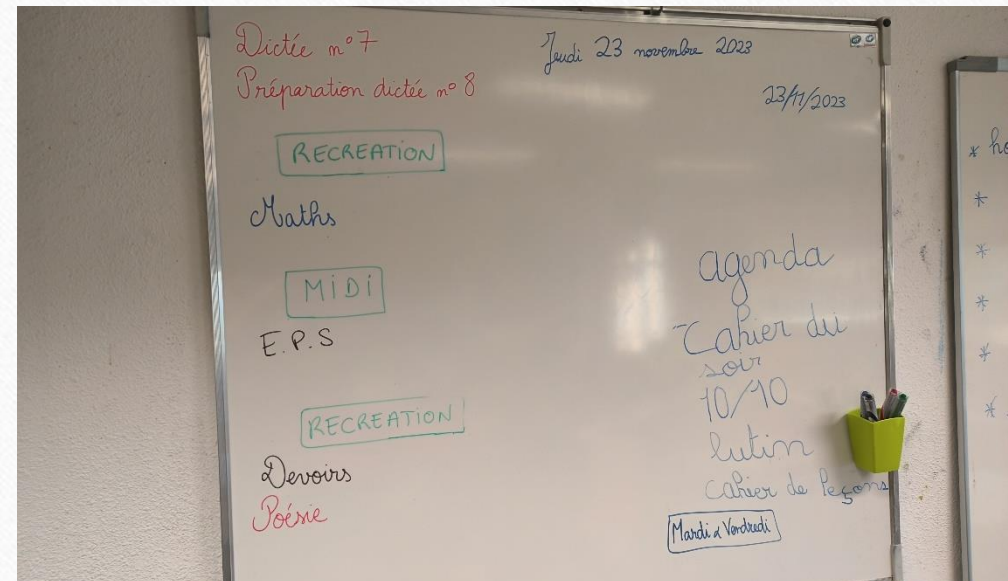 Dictée n°7
Préparation dictée n° 8
RECREATION
Maths
MIDI
E.P.S
RECREATION
Devoirs
Poésie
Jeudi 23 novembre 2023
23/11/2023
agenda
Cahier du
soir
10/10
lutin
cahier de leçons
Mardi & Vendredi
*
*
*
*
*
*